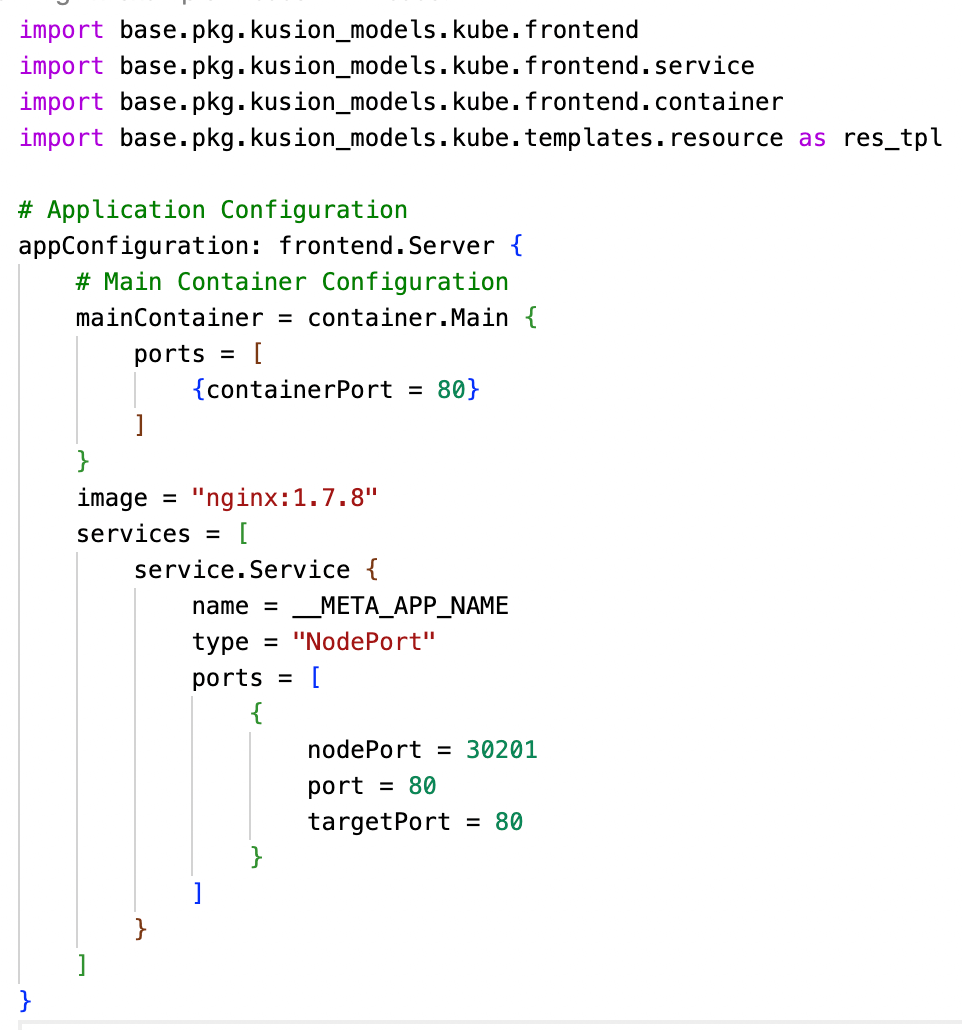 import base.pkg.kusion_models.kube.frontend
import base.pkg.kusion_models.kube.frontend.service
import base.pkg.kusion_models.kube.frontend.container
import base.pkg.kusion_models.kube.templates.resource as res_tpl

# Application Configuration
appConfiguration: frontend.Server {
    # Main Container Configuration
    mainContainer = container.Main {
        ports = [
            {containerPort = 80}
        ]
    }
    image = "nginx:1.7.8"
    services = [
        service.Service {
            name = __META_APP_NAME
            type = "NodePort"
            ports = [
                {
                    nodePort = 30201
                    port = 80
                    targetPort = 80
                }
            ]
        }
    ]
}